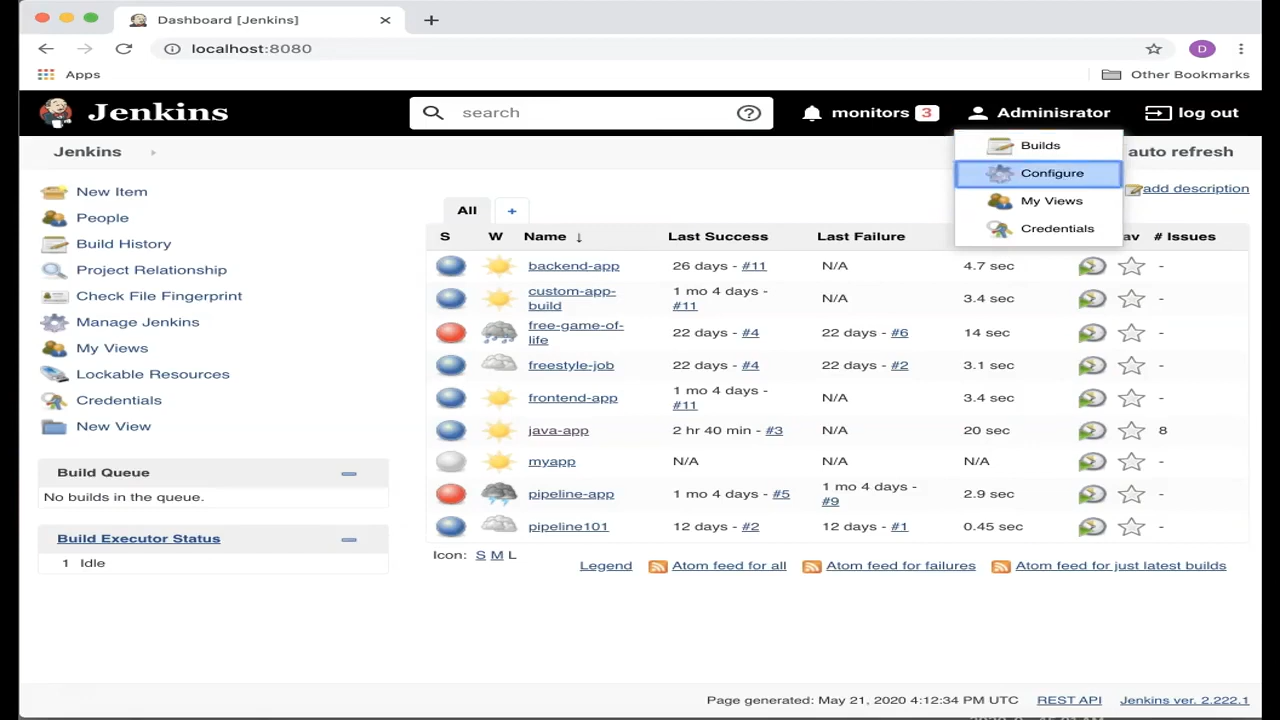 Dashboard [Jenkins]
localhost:8080
Apps
Other Bookmarks
D
Jenkins
search
monitors 3
Adminisrator
log out
Jenkins
auto refresh
Builds
Configure
My Views
Credentials
add description
New Item
People
Build History
Project Relationship
Check File Fingerprint
Manage Jenkins
My Views
Lockable Resources
Credentials
New View
Build Queue
No builds in the queue.
Build Executor Status
1 Idle
All +
S W Name ↓ Last Success Last Failure # Issues
backend-app 26 days - #11 N/A 4.7 sec -
custom-app-
build 1 mo 4 days -
#11 N/A 3.4 sec -
free-game-of-
life 22 days - #4 22 days - #6 14 sec -
freestyle-job 22 days - #4 22 days - #2 3.1 sec -
frontend-app 1 mo 4 days -
#11 N/A 3.4 sec -
java-app 2 hr 40 min - #3 N/A 20 sec 8
myapp N/A N/A N/A -
pipeline-app 1 mo 4 days - #5 1 mo 4 days -
#9 2.9 sec -
pipeline101 12 days - #2 12 days - #1 0.45 sec -
Icon: S M L
Legend Atom feed for all Atom feed for failures Atom feed for just latest builds
Page generated: May 21, 2020 4:12:34 PM UTC REST API Jenkins ver. 2.222.1